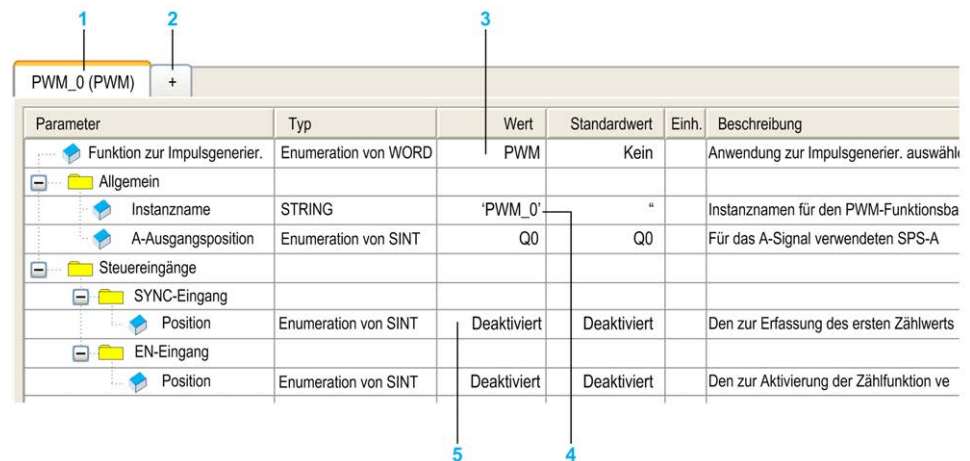 1 2 3
PWM_0 (PWM) +
Parameter Typ Wert Standardwert Einh. Beschreibung
Funktion zur Impulsgenerier. Enumeration von WORD PWM Kein Anwendung zur Impulsgenerier. auswähle
Allgemein
Instanzname STRING 'PWM_0' “ Instanznamen für den PWM-Funktionsba
A-Ausgangsposition Enumeration von SINT Q0 Q0 Für das A-Signal verwendeten SPS-A
Steuereingänge
SYNC-Eingang
Position Enumeration von SINT Deaktiviert Deaktiviert Den zur Erfassung des ersten Zählwerts
EN-Eingang
Position Enumeration von SINT Deaktiviert Deaktiviert Den zur Aktivierung der Zählfunktion ve
5 4